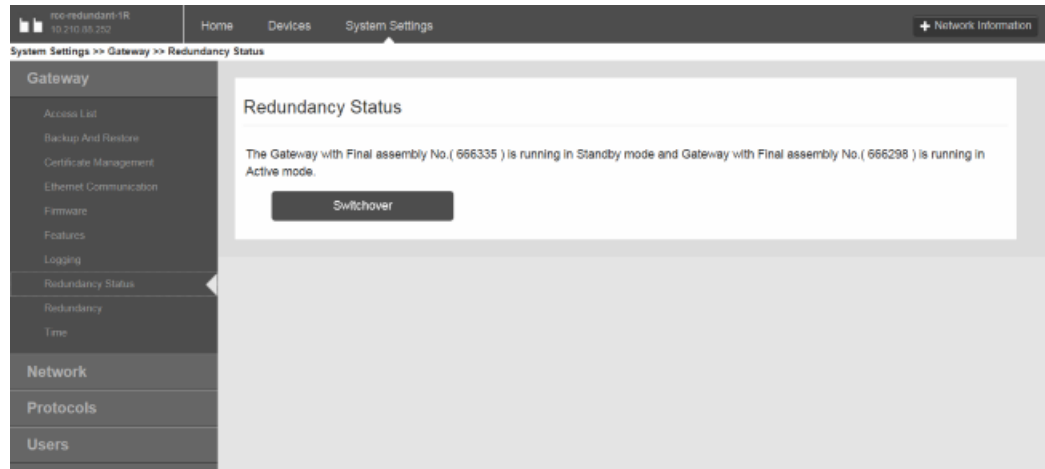 rcc-redundant-1R
10.210.88.252
Home Devices System Settings
Network Information
System Settings >> Gateway >> Redundancy Status
Gateway
Access List
Backup And Restore
Certificate Management
Ethernet Communication
Firmware
Features
Logging
Redundancy Status
Redundancy
Time
Network
Protocols
Users
Redundancy Status
The Gateway with Final assembly No.( 666335 ) is running in Standby mode and Gateway with Final assembly No.( 666298 ) is running in
Active mode.
Switchover